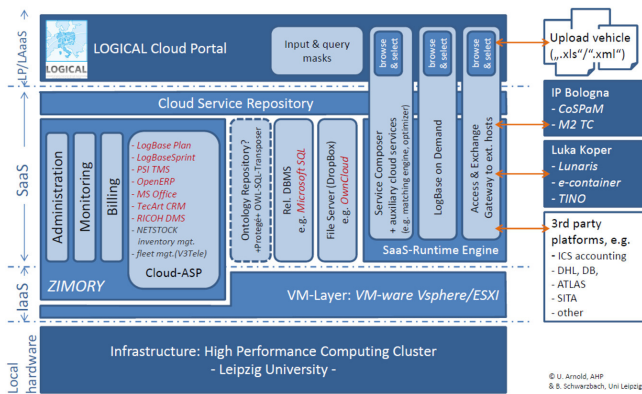 LP/LAaaS
LOGICAL
LOGICAL Cloud Portal
Input & query
masks
browse
& select
browse
& select
browse
& select
Upload vehicle
(„.xls“/“.xml“)
SaaS
Cloud Service Repository
Administration
Monitoring
Billing
- LogBase Plan
- LogBaseSprint
- PSI TMS
- OpenERP
- MS Office
- TecArt CRM
- RICOH DMS
- NETSTOCK
inventory mgt.
- fleet mgt.(V3Tele)
Cloud-ASP
ZIMORY
Ontology Repository?
+Protegé+ OWL-SQL-Transposer
Rel. DBMS
e.g. Microsoft SQL
File Server (DropBox)
e.g. OwnCloud
Service Composer
+ auxiliary cloud services
(e.g. matching engine, optimizer)
LogBase on Demand
Access & Exchange
Gateway to ext. hosts
SaaS-Runtime Engine
IP Bologna
- CoSPaM
- M2 TC
Luka Koper
- Lunaris
- e-container
- TINO
3rd party
platforms, e.g.
- ICS accounting
- DHL, DB,
- ATLAS
- SITA
- other
IaaS
VM-Layer: VM-ware Vsphere/ESXI
Local
hardware
Infrastructure: High Performance Computing Cluster
- Leipzig University -
© U. Arnold, AHP
& B. Schwarzbach, Uni Leipzig